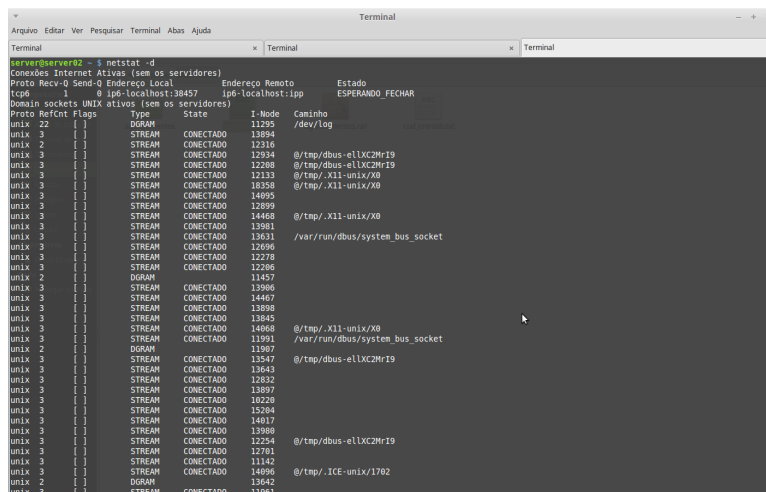 Terminal
Arquivo Editar Ver Pesquisar Terminal Abas Ajuda
Terminal × Terminal × Terminal
server@server02 ~ $ netstat -d
Conexões Internet Ativas (sem os servidores)
Proto Recv-Q Send-Q Endereço Local Endereço Remoto Estado
tcp6 1 0 ip6-localhost:38457 ip6-localhost:ipp ESPERANDO_FECHAR
Domain sockets UNIX ativos (sem os servidores)
Proto RefCnt Flags Type State I-Node Caminho
unix 22 [ ] DGRAM 11295 /dev/log
unix 3 [ ] STREAM CONECTADO 13894
unix 2 [ ] STREAM CONECTADO 12316
unix 3 [ ] STREAM CONECTADO 12934 @/tmp/dbus-ellXC2MrI9
unix 3 [ ] STREAM CONECTADO 12208 @/tmp/dbus-ellXC2MrI9
unix 3 [ ] STREAM CONECTADO 12133 @/tmp/.X11-unix/X0
unix 3 [ ] STREAM CONECTADO 18358 @/tmp/.X11-unix/X0
unix 3 [ ] STREAM CONECTADO 14095
unix 3 [ ] STREAM CONECTADO 12899
unix 3 [ ] STREAM CONECTADO 14468 @/tmp/.X11-unix/X0
unix 3 [ ] STREAM CONECTADO 13981
unix 3 [ ] STREAM CONECTADO 13631 /var/run/dbus/system_bus_socket
unix 3 [ ] STREAM CONECTADO 12696
unix 3 [ ] STREAM CONECTADO 12278
unix 3 [ ] STREAM CONECTADO 12206
unix 2 [ ] DGRAM 11457
unix 3 [ ] STREAM CONECTADO 13906
unix 3 [ ] STREAM CONECTADO 14467
unix 3 [ ] STREAM CONECTADO 13898
unix 3 [ ] STREAM CONECTADO 13845
unix 3 [ ] STREAM CONECTADO 14068 @/tmp/.X11-unix/X0
unix 3 [ ] STREAM CONECTADO 11991 /var/run/dbus/system_bus_socket
unix 2 [ ] DGRAM 11907
unix 3 [ ] STREAM CONECTADO 13547 @/tmp/dbus-ellXC2MrI9
unix 3 [ ] STREAM CONECTADO 13643
unix 3 [ ] STREAM CONECTADO 12832
unix 3 [ ] STREAM CONECTADO 13897
unix 3 [ ] STREAM CONECTADO 10220
unix 3 [ ] STREAM CONECTADO 15204
unix 3 [ ] STREAM CONECTADO 14017
unix 3 [ ] STREAM CONECTADO 13980
unix 3 [ ] STREAM CONECTADO 12254 @/tmp/dbus-ellXC2MrI9
unix 3 [ ] STREAM CONECTADO 12701
unix 3 [ ] STREAM CONECTADO 11142
unix 3 [ ] STREAM CONECTADO 14096 @/tmp/.ICE-unix/1702
unix 2 [ ] DGRAM 13642
unix 3 [ ] STREAM CONECTADO 11961